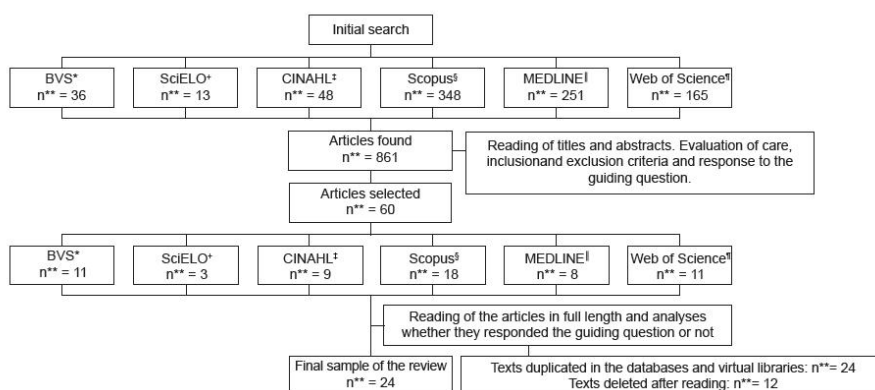 Initial search
BVS*
n** = 36
SciELO+
n** = 13
CINAHL‡
n** = 48
Scopus§
n** = 348
MEDLINE‖
n** = 251
Web of Science¶
n** = 165
Articles found
n** = 861
Reading of titles and abstracts. Evaluation of care,
inclusionand exclusion criteria and response to the
guiding question.
Articles selected
n** = 60
BVS*
n** = 11
SciELO+
n** = 3
CINAHL‡
n** = 9
Scopus§
n** = 18
MEDLINE‖
n** = 8
Web of Science¶
n** = 11
Reading of the articles in full length and analyses
whether they responded the guiding question or not
Final sample of the review
n** = 24
Texts duplicated in the databases and virtual libraries: n**= 24
Texts deleted after reading: n**= 12